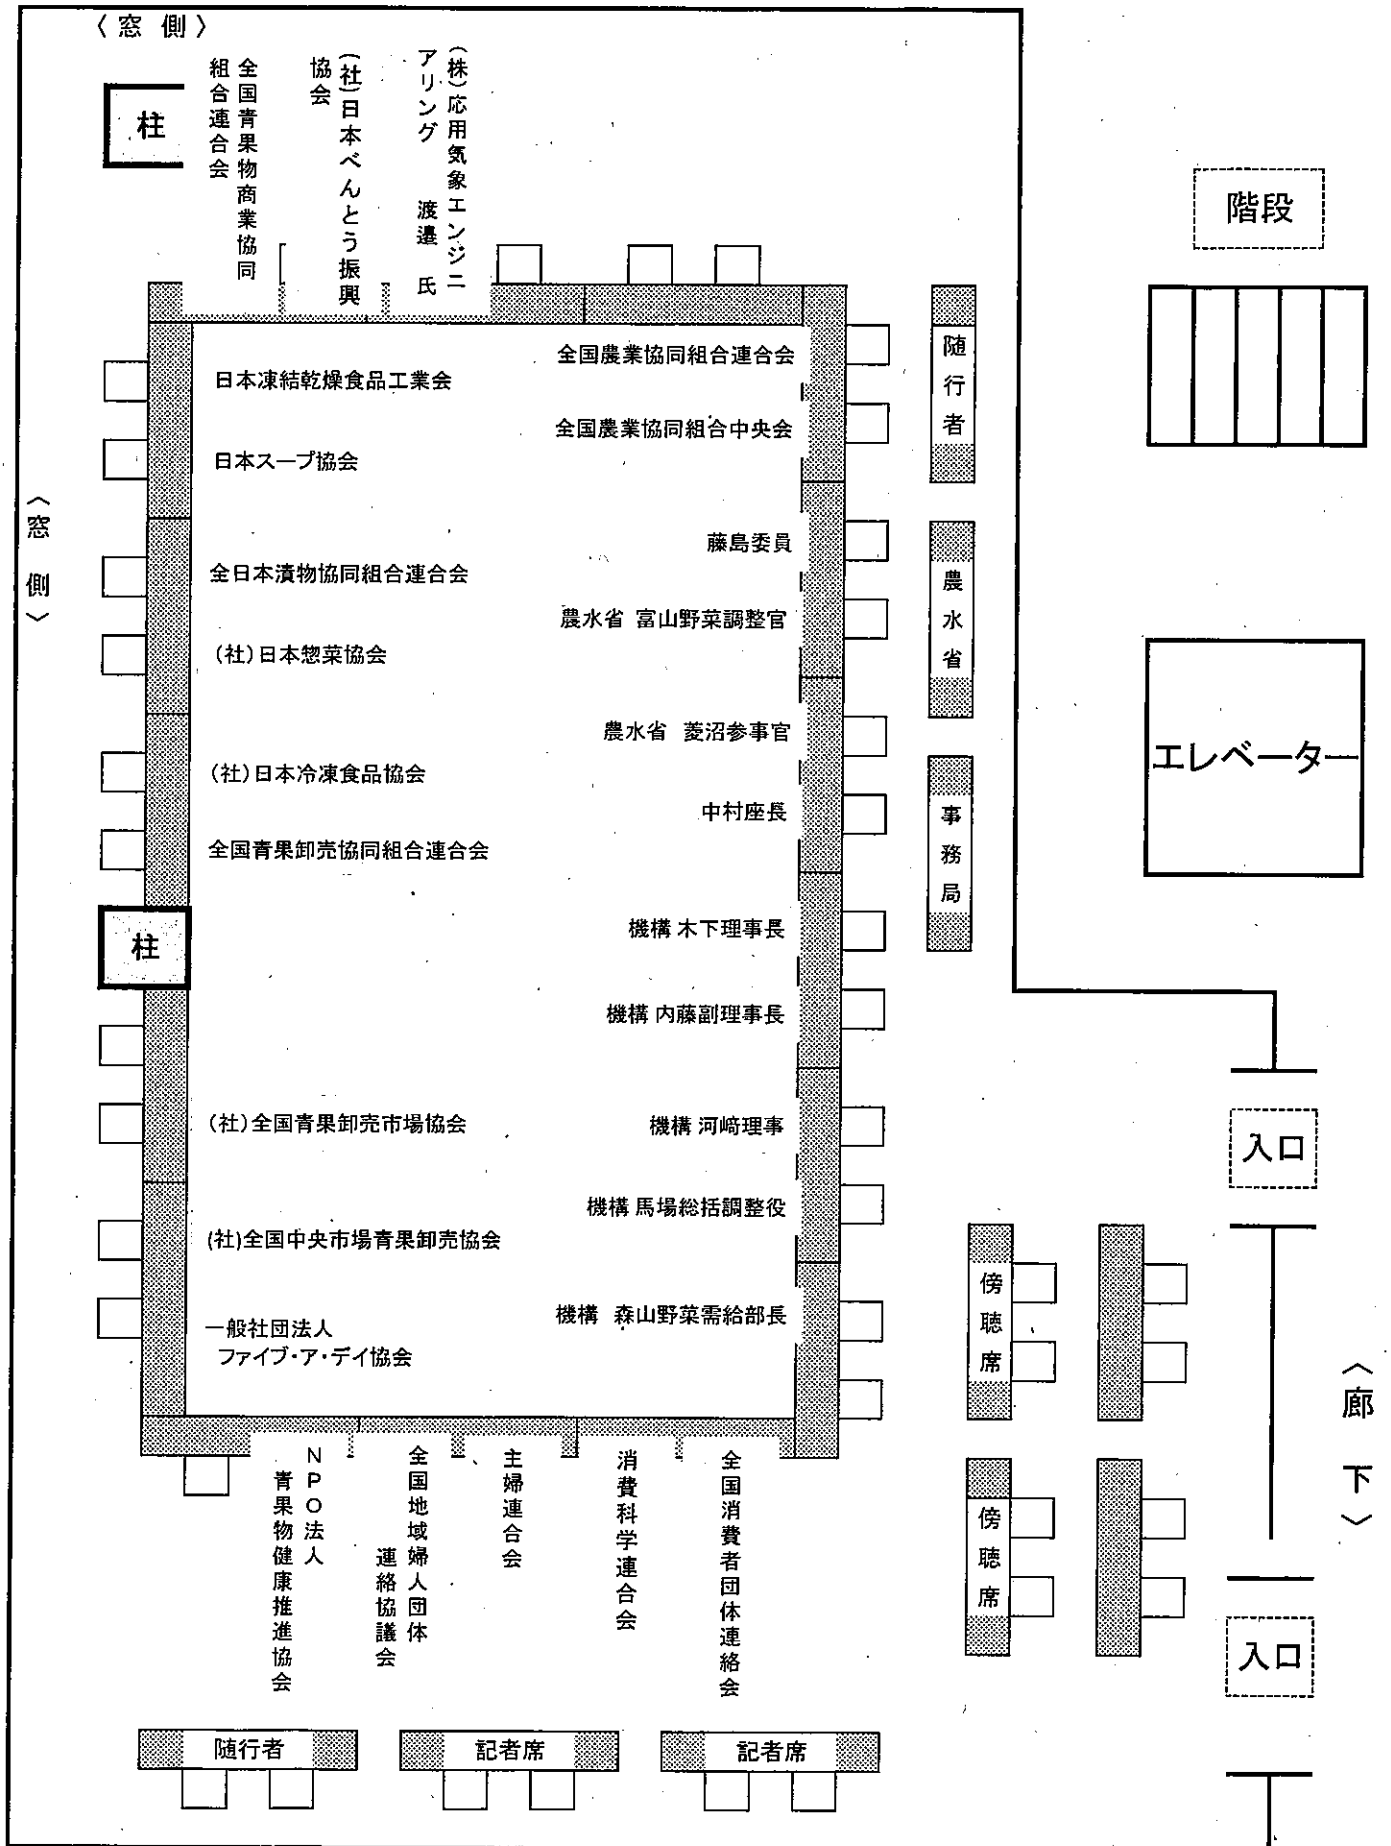 〈 窓 側 〉
柱
全国青果物商業協同
組合連合会
(社)日本べんとう振興
協会
(株)応用気象エンジニ
アリング 渡邉 氏
階段
全国農業協同組合連合会
日本凍結乾燥食品工業会
全国農業協同組合中央会
日本スープ協会
随行者
〈 窓 側 〉
藤島委員
全日本漬物協同組合連合会
農水省 富山野菜調整官
(社)日本惣菜協会
農水省
農水省 菱沼参事官
(社)日本冷凍食品協会
中村座長
全国青果卸売協同組合連合会
エレベーター
事務局
柱
機構 木下理事長
機構 内藤副理事長
(社)全国青果卸売市場協会
機構 河崎理事
入口
機構 馬場総括調整役
(社)全国中央市場青果卸売協会
機構 森山野菜需給部長
一般社団法人
ファイブ・ア・デイ協会
傍聴席
〈 廊 下 〉
NPO法人
青果物健康推進協会
全国地域婦人団体
連絡協議会
主婦連合会
消費科学連合会
全国消費者団体連絡会
傍聴席
入口
随行者
記者席
記者席